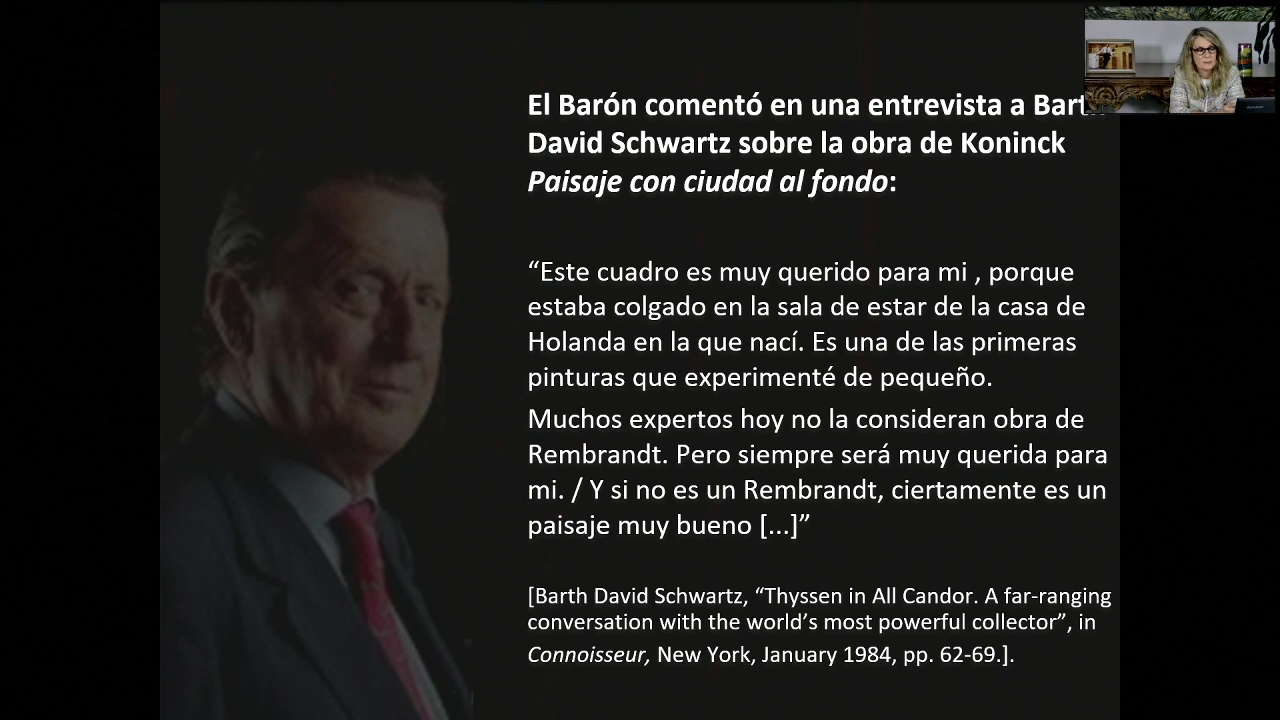 El Barón comentó en una entrevista a Barth
David Schwartz sobre la obra de Koninck
Paisaje con ciudad al fondo:
“Este cuadro es muy querido para mi , porque
estaba colgado en la sala de estar de la casa de
Holanda en la que nací. Es una de las primeras
pinturas que experimenté de pequeño.
Muchos expertos hoy no la consideran obra de
Rembrandt. Pero siempre será muy querida para
mi. / Y si no es un Rembrandt, ciertamente es un
paisaje muy bueno [...]”
[Barth David Schwartz, “Thyssen in All Candor. A far-ranging
conversation with the world’s most powerful collector”, in
Connoisseur, New York, January 1984, pp. 62-69.].